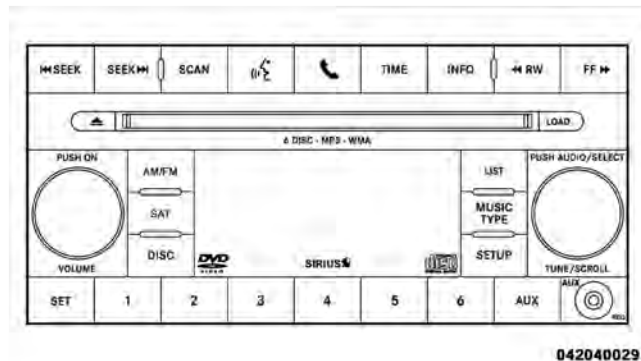 SEEK
SEEK
SCAN
TIME
INFO
RW
FF
LOAD
6 DISC - MP3 - WMA
PUSH ON
VOLUME
AM/FM
SAT
DISC
DVD
VIDEO
SIRIUS
LIST
MUSIC
TYPE
SETUP
PUSH AUDIO/SELECT
TUNE/SCROLL
SET
1
2
3
4
5
6
AUX
AUX
042040029